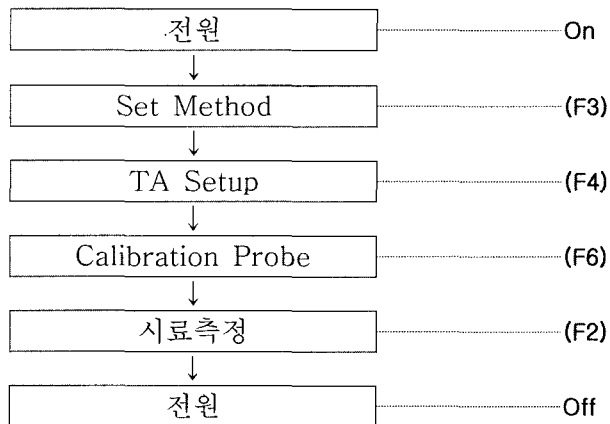 전원 On
Set Method (F3)
TA Setup (F4)
Calibration Probe (F6)
시료측정 (F2)
전원 Off